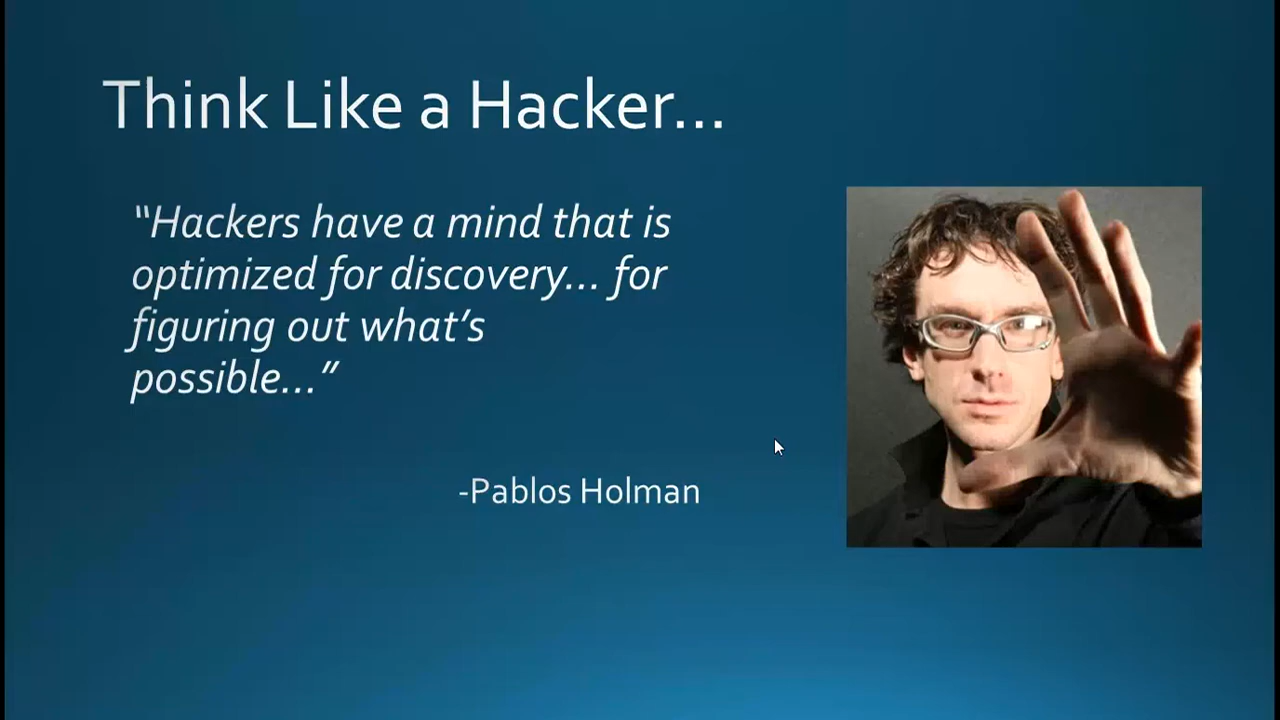 Think Like a Hacker...
“Hackers have a mind that is
optimized for discovery... for
figuring out what’s
possible...”
-Pablos Holman